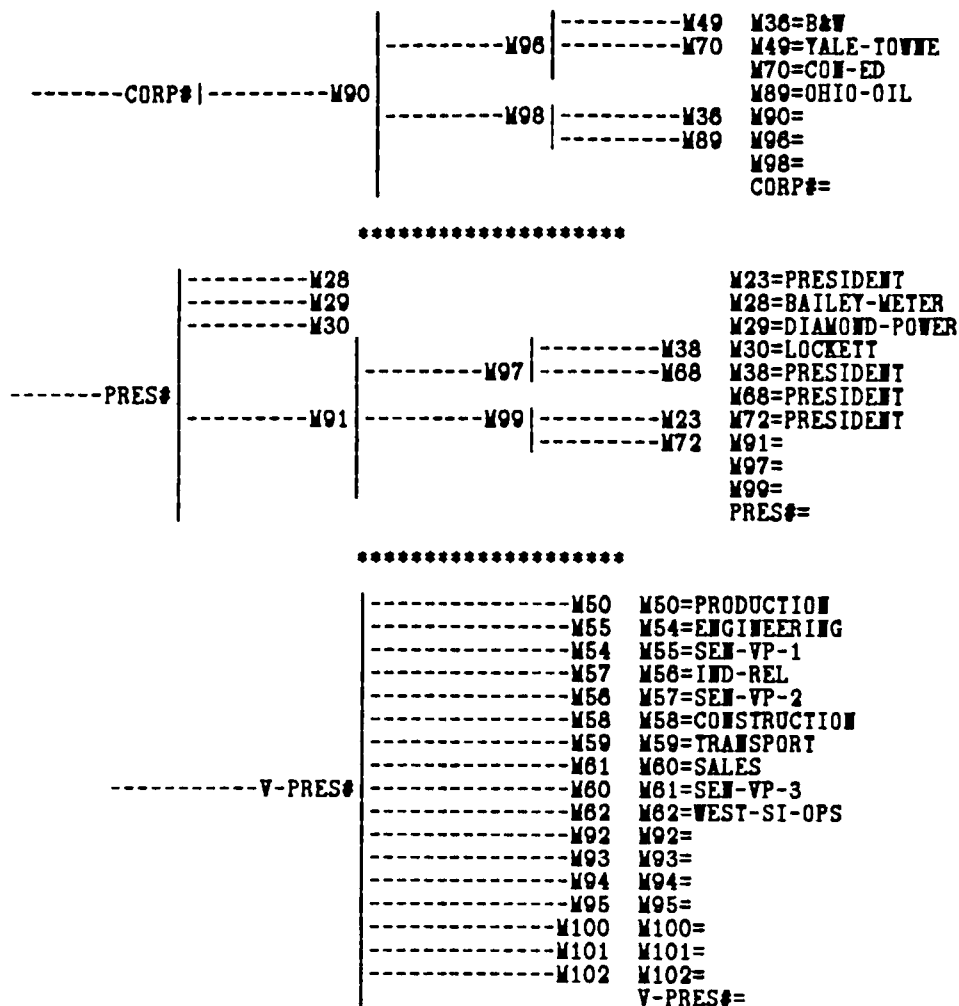 --------M49 M36=B&W
--------M96 --------M70 M49=YALE-TOWNE
M70=CON-ED
-------CORP#|--------M90 M89=OHIO-OIL
--------M98 --------M36 M90=
--------M89 M96=
M98=
CORP#=
********************
--------M28 M23=PRESIDENT
--------M29 M28=BAILEY-METER
--------M30 M29=DIAMOND-POWER
--------M38 M30=LOCKETT
--------M97 --------M68 M38=PRESIDENT
-------PRES# M68=PRESIDENT
--------M91 --------M99 --------M23 M72=PRESIDENT
--------M72 M91=
M97=
M99=
PRES#=
********************
--------------M50 M50=PRODUCTION
--------------M55 M54=ENGINEERING
--------------M54 M55=SEN-VP-1
--------------M57 M56=IND-REL
--------------M56 M57=SEN-VP-2
--------------M58 M58=CONSTRUCTION
--------------M59 M59=TRANSPORT
--------------M61 M60=SALES
----------V-PRES# --------------M60 M61=SEN-VP-3
--------------M62 M62=WEST-SI-OPS
--------------M92 M92=
--------------M93 M93=
--------------M94 M94=
--------------M95 M95=
-------------M100 M100=
-------------M101 M101=
-------------M102 M102=
V-PRES#=